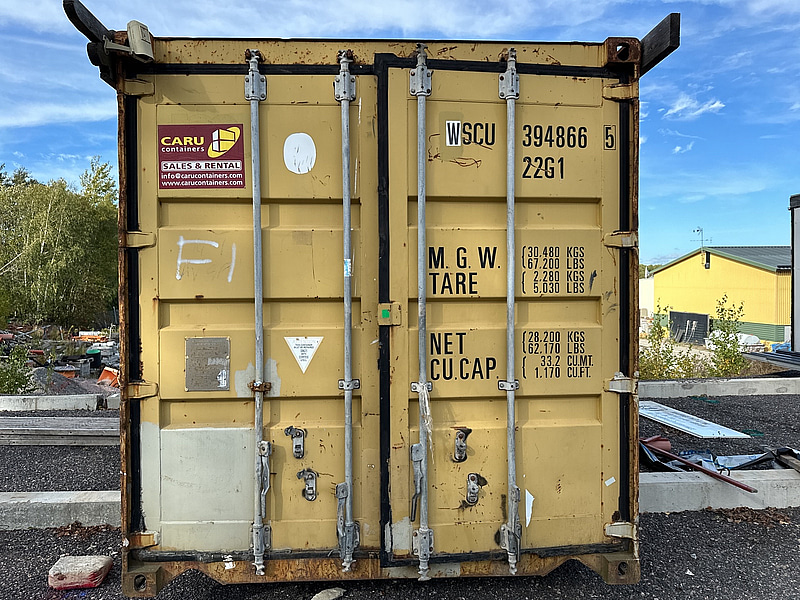 CARU
containers
SALES & RENTAL
info@carucontainers.com
www.carucontainers.com
WSCU 394866 5
22G1
FI
M.G.W. 30.480 KGS
67.200 LBS
TARE 2.280 KGS
5,030 LBS
NET 28.200 KGS
62.170 LBS
CU.CAP. 33.2 CU.MT.
1.170 CU.FT.